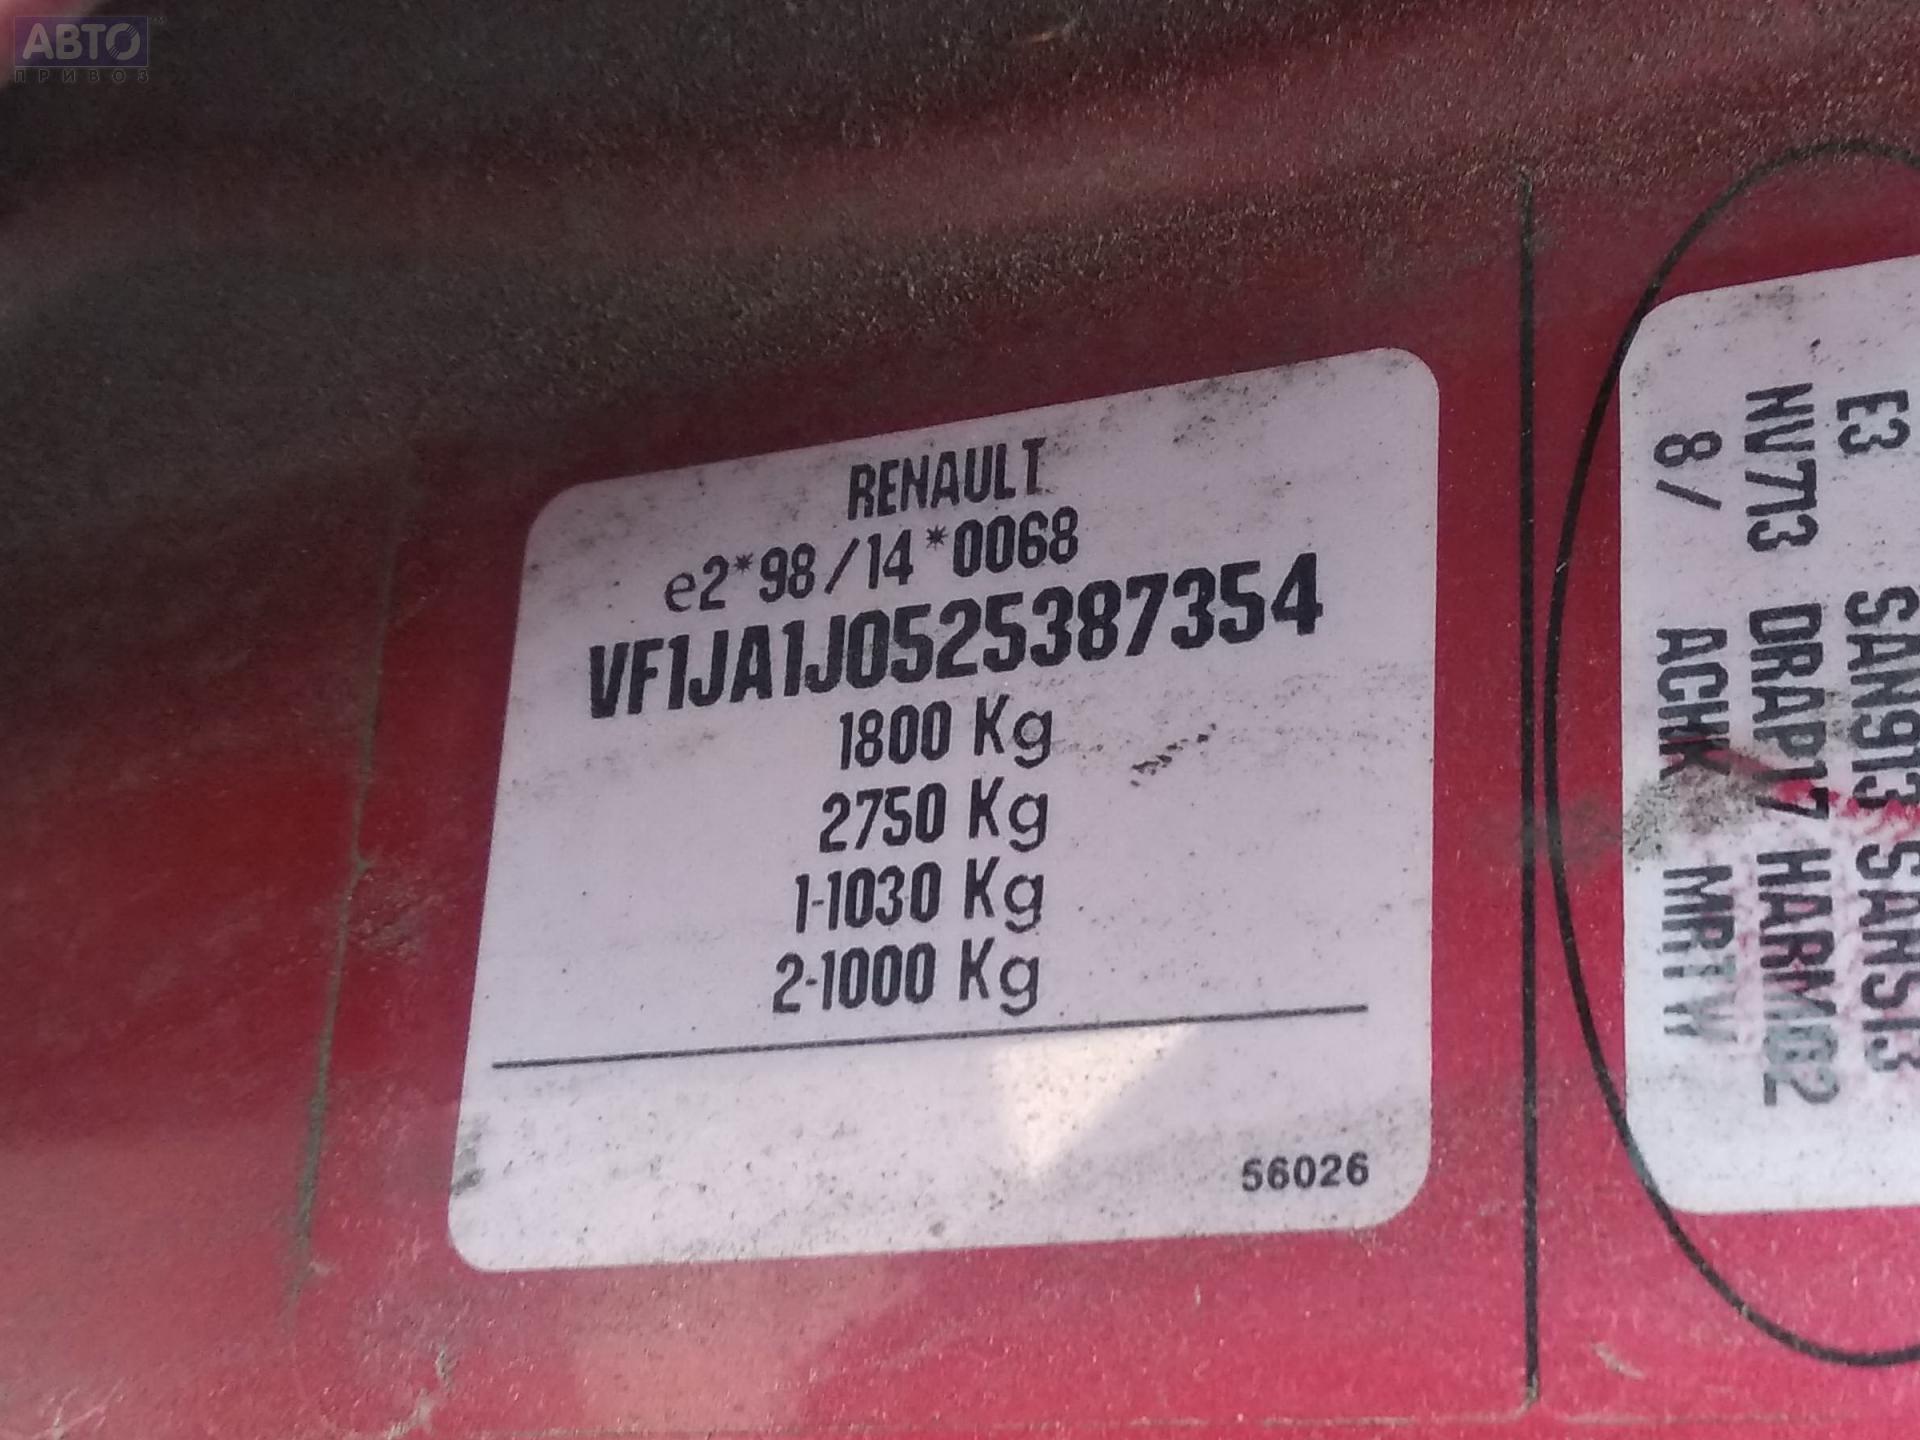 АВТО
ПРИВОЗ
RENAULT
e2*98/14*0068
VF1JA1J0525387354
1800 Kg
2750 Kg
1-1030 Kg
2-1000 Kg
56026
E3 SAN913 SANS13
NV713 DRAP17 HARM02
8/ ACHK MRTV